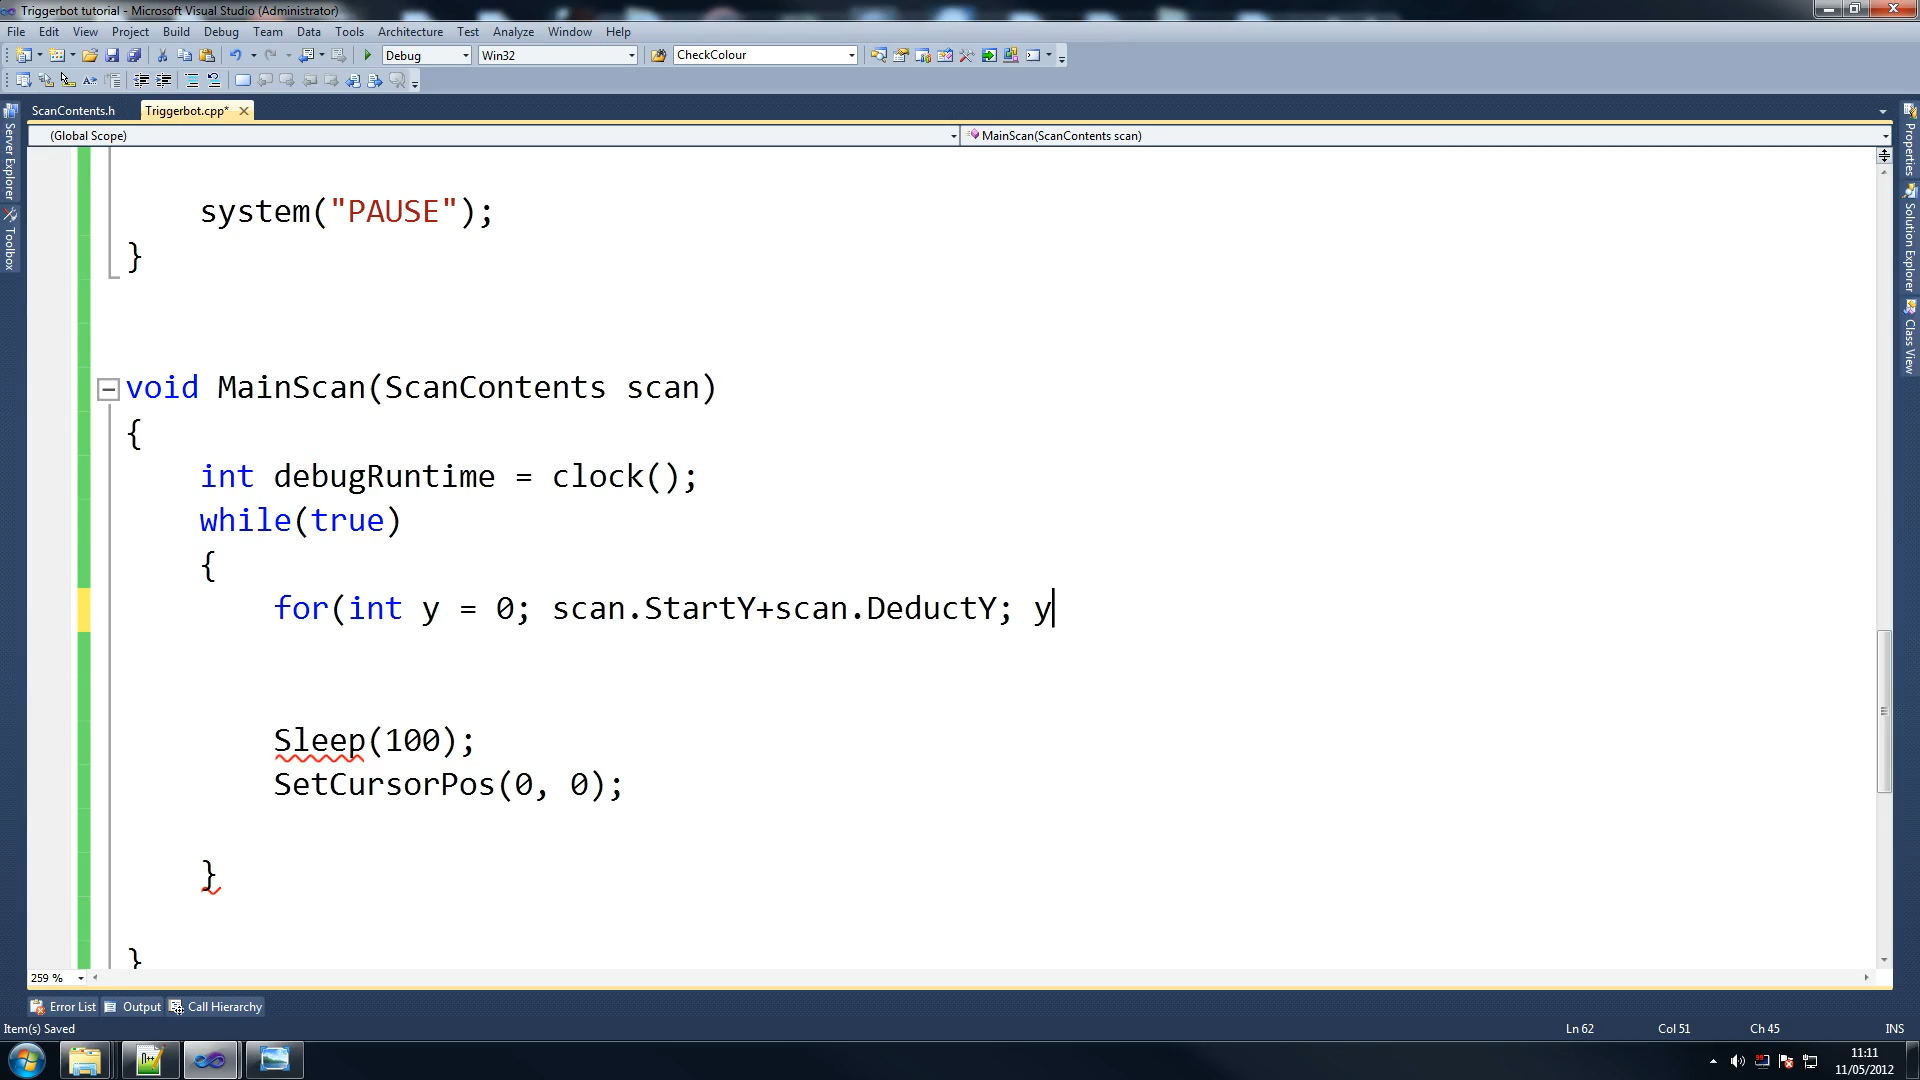 Triggerbot tutorial - Microsoft Visual Studio (Administrator)
File Edit View Project Build Debug Team Data Tools Architecture Test Analyze Window Help
Debug Win32 CheckColour
ScanContents.h Triggerbot.cpp*
(Global Scope) MainScan(ScanContents scan)
Server Explorer
Toolbox
Properties
Solution Explorer
Class View
system("PAUSE");
}
void MainScan(ScanContents scan)
{
int debugRuntime = clock();
while(true)
{
for(int y = 0; scan.StartY+scan.DeductY; y
Sleep(100);
SetCursorPos(0, 0);
}
}
259 %
Error List Output Call Hierarchy
Item(s) Saved Ln 62 Col 51 Ch 45 INS
11:11
11/05/2012